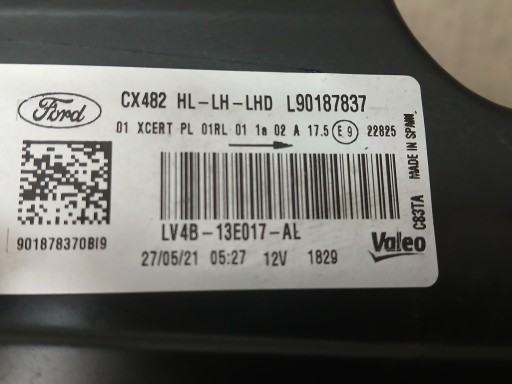 Ford
CX482 HL-LH-LHD L90187837
01 XCERT PL 01RL 01 1a 02 A 17.5 E9 22825
LV4B-13E017-AE
901878370BI9
27/05/21 05:27 12V 1829
Valeo
C83TA MADE IN SPAIN.